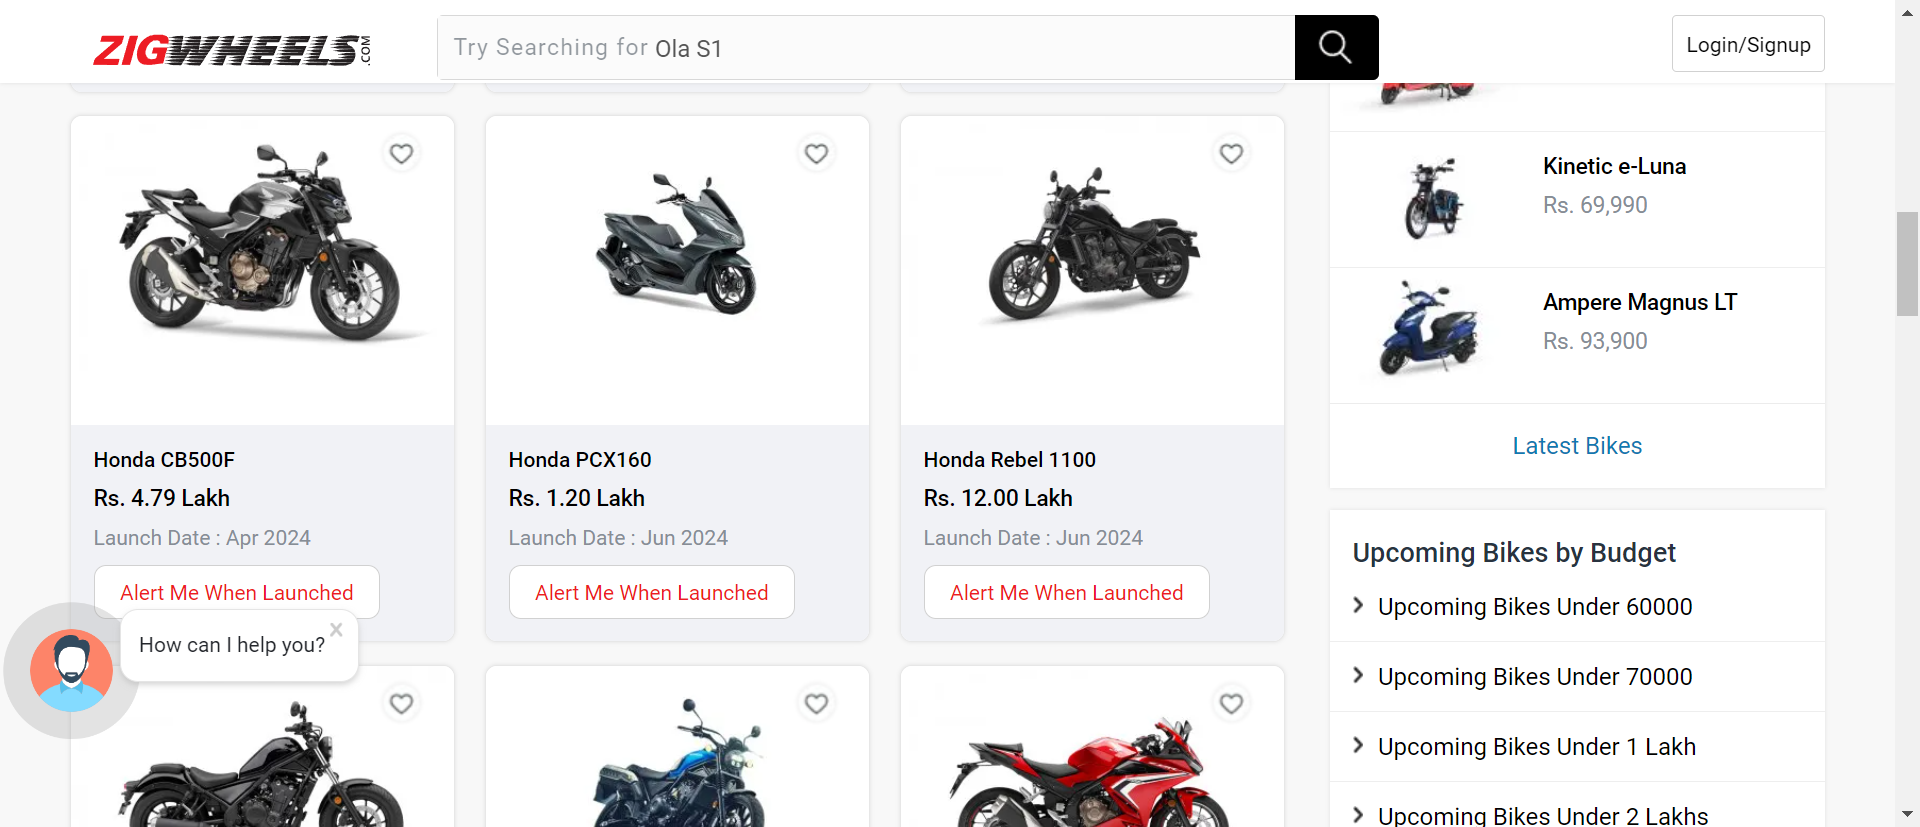 ZIGWHEELS.COM
Try Searching for Ola S1
Login/Signup
Honda CB500F
Rs. 4.79 Lakh
Launch Date : Apr 2024
Alert Me When Launched
Honda PCX160
Rs. 1.20 Lakh
Launch Date : Jun 2024
Alert Me When Launched
Honda Rebel 1100
Rs. 12.00 Lakh
Launch Date : Jun 2024
Alert Me When Launched
How can I help you?
Kinetic e-Luna
Rs. 69,990
Ampere Magnus LT
Rs. 93,900
Latest Bikes
Upcoming Bikes by Budget
Upcoming Bikes Under 60000
Upcoming Bikes Under 70000
Upcoming Bikes Under 1 Lakh
Upcoming Bikes Under 2 Lakhs